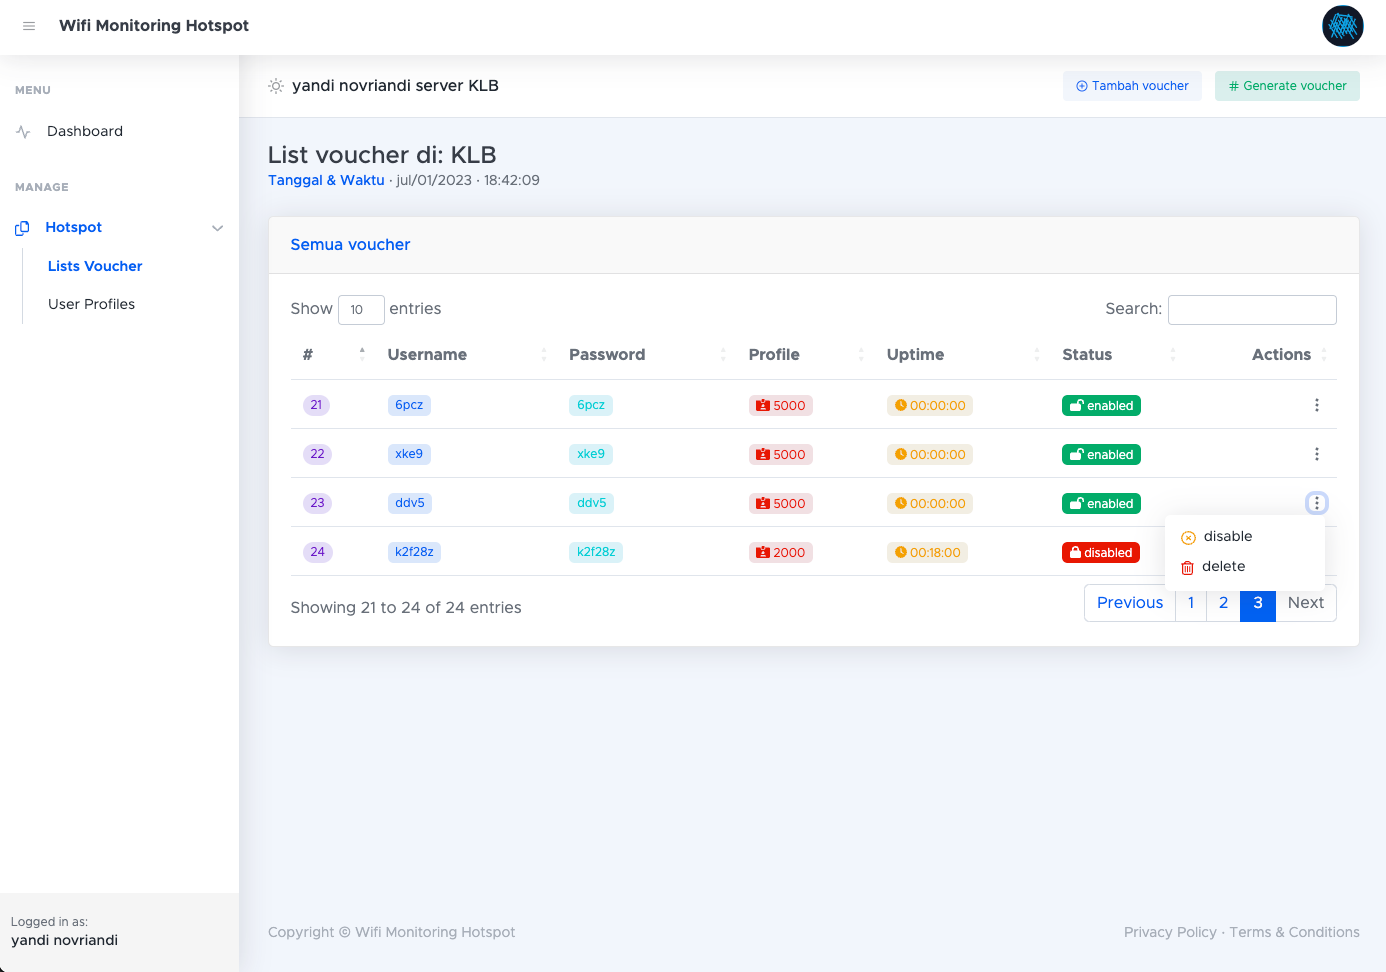 Wifi Monitoring Hotspot
MENU
Dashboard
MANAGE
Hotspot
Lists Voucher
User Profiles
Logged in as:
yandi novriandi
yandi novriandi server KLB
Tambah voucher
# Generate voucher
List voucher di: KLB
Tanggal & Waktu · jul/01/2023 · 18:42:09
Semua voucher
Show 10 entries Search:
# Username Password Profile Uptime Status Actions
21 6pcz 6pcz 5000 00:00:00 enabled
22 xke9 xke9 5000 00:00:00 enabled
23 ddv5 ddv5 5000 00:00:00 enabled
24 k2f28z k2f28z 2000 00:18:00 disabled
disable
delete
Showing 21 to 24 of 24 entries
Previous 1 2 3 Next
Copyright © Wifi Monitoring Hotspot
Privacy Policy · Terms & Conditions